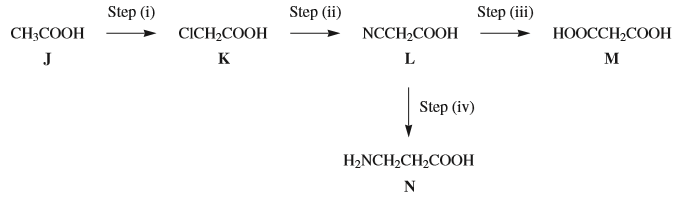 Step (i) Step (ii) Step (iii)
CH₃COOH ClCH₂COOH NCCH₂COOH HOOCCH₂COOH
J K L M
Step (iv)
H₂NCH₂CH₂COOH
N